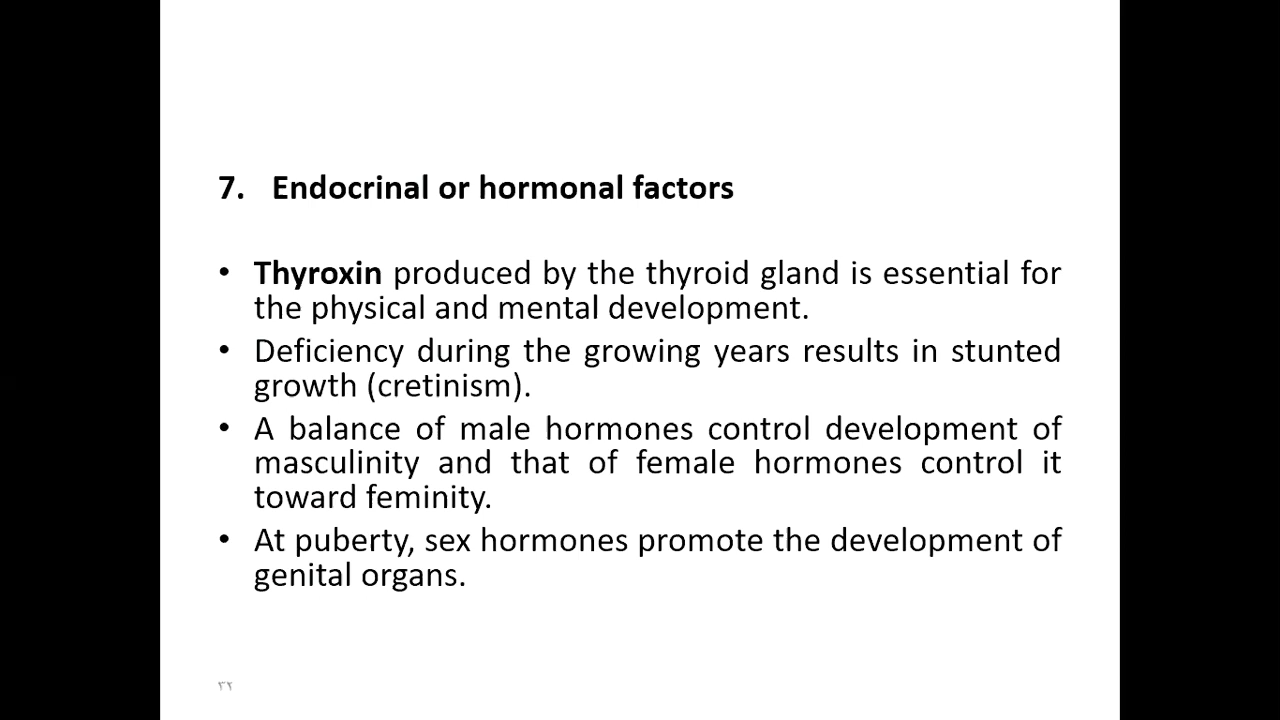 7. Endocrinal or hormonal factors
• Thyroxin produced by the thyroid gland is essential for
the physical and mental development.
• Deficiency during the growing years results in stunted
growth (cretinism).
• A balance of male hormones control development of
masculinity and that of female hormones control it
toward feminity.
• At puberty, sex hormones promote the development of
genital organs.
٣٢